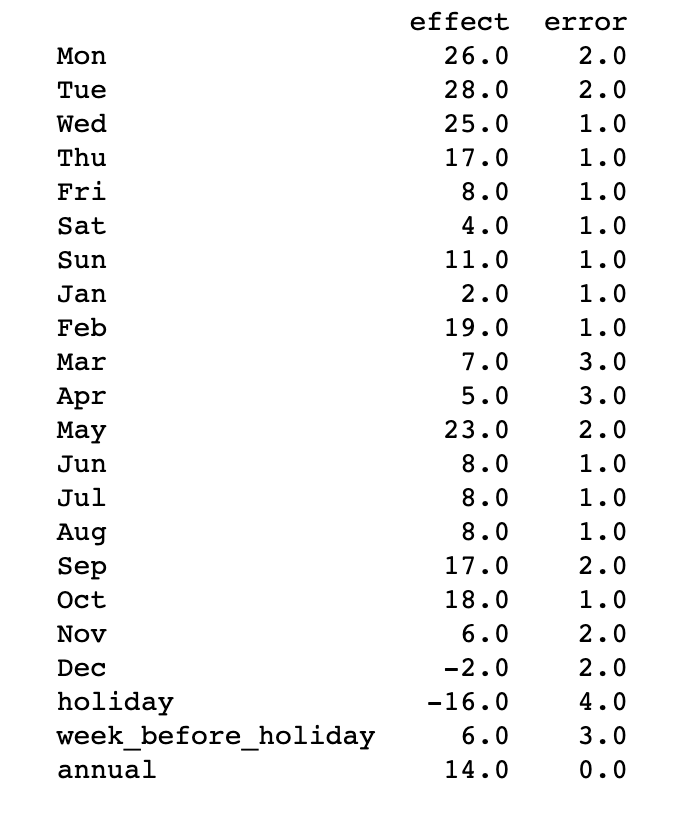 effect error
Mon 26.0 2.0
Tue 28.0 2.0
Wed 25.0 1.0
Thu 17.0 1.0
Fri 8.0 1.0
Sat 4.0 1.0
Sun 11.0 1.0
Jan 2.0 1.0
Feb 19.0 1.0
Mar 7.0 3.0
Apr 5.0 3.0
May 23.0 2.0
Jun 8.0 1.0
Jul 8.0 1.0
Aug 8.0 1.0
Sep 17.0 2.0
Oct 18.0 1.0
Nov 6.0 2.0
Dec -2.0 2.0
holiday -16.0 4.0
week_before_holiday 6.0 3.0
annual 14.0 0.0